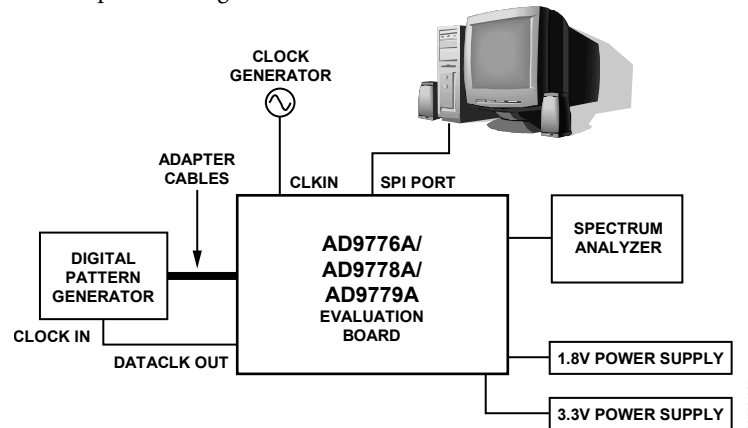 CLOCK
GENERATOR
ADAPTER
CABLES
CLKIN
SPI PORT
AD9776A/
AD9778A/
AD9779A
EVALUATION
BOARD
SPECTRUM
ANALYZER
DIGITAL
PATTERN
GENERATOR
CLOCK IN
DATACLK OUT
1.8V POWER SUPPLY
3.3V POWER SUPPLY